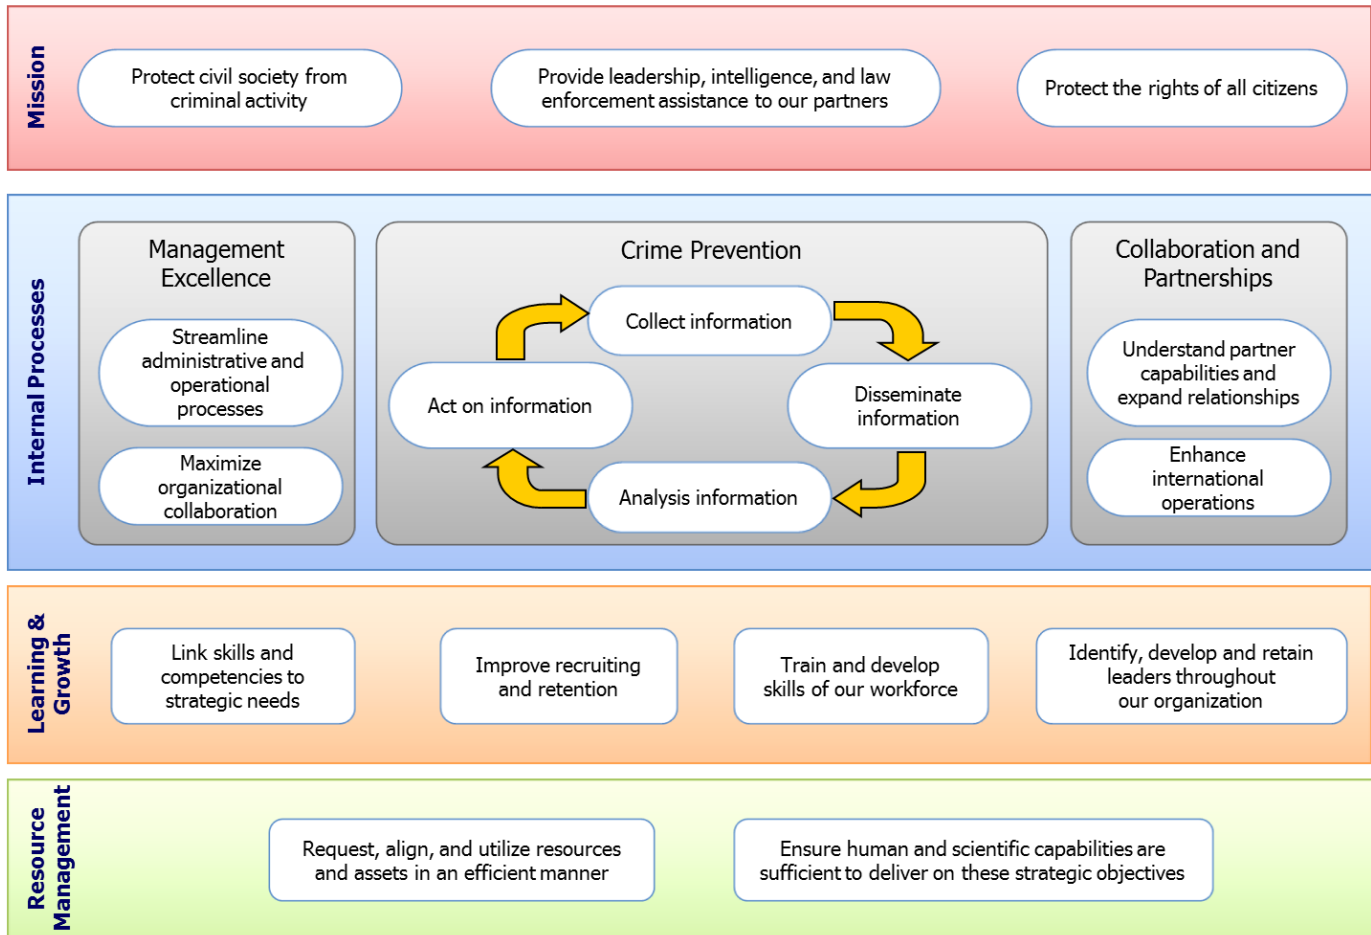 Mission
Protect civil society from
criminal activity
Provide leadership, intelligence, and law
enforcement assistance to our partners
Protect the rights of all citizens
Internal Processes
Management
Excellence
Streamline
administrative and
operational
processes
Maximize
organizational
collaboration
Crime Prevention
Collect information
Disseminate
information
Analysis information
Act on information
Collaboration and
Partnerships
Understand partner
capabilities and
expand relationships
Enhance
international
operations
Learning &
Growth
Link skills and
competencies to
strategic needs
Improve recruiting
and retention
Train and develop
skills of our workforce
Identify, develop and retain
leaders throughout
our organization
Resource
Management
Request, align, and utilize resources
and assets in an efficient manner
Ensure human and scientific capabilities are
sufficient to deliver on these strategic objectives